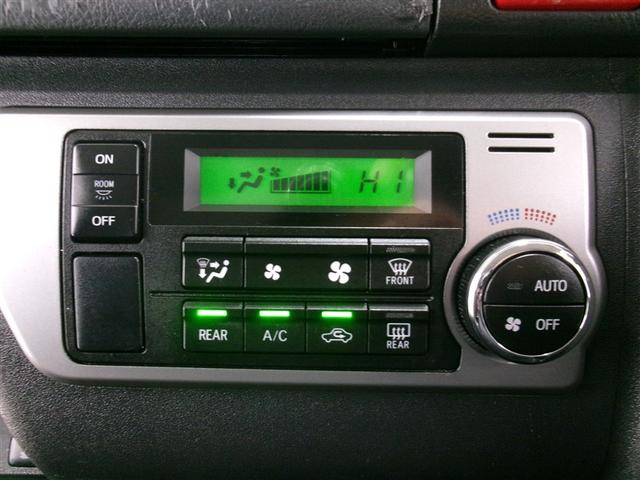 ON
ROOM
OFF
HI
FRONT
REAR
A/C
REAR
AUTO
OFF